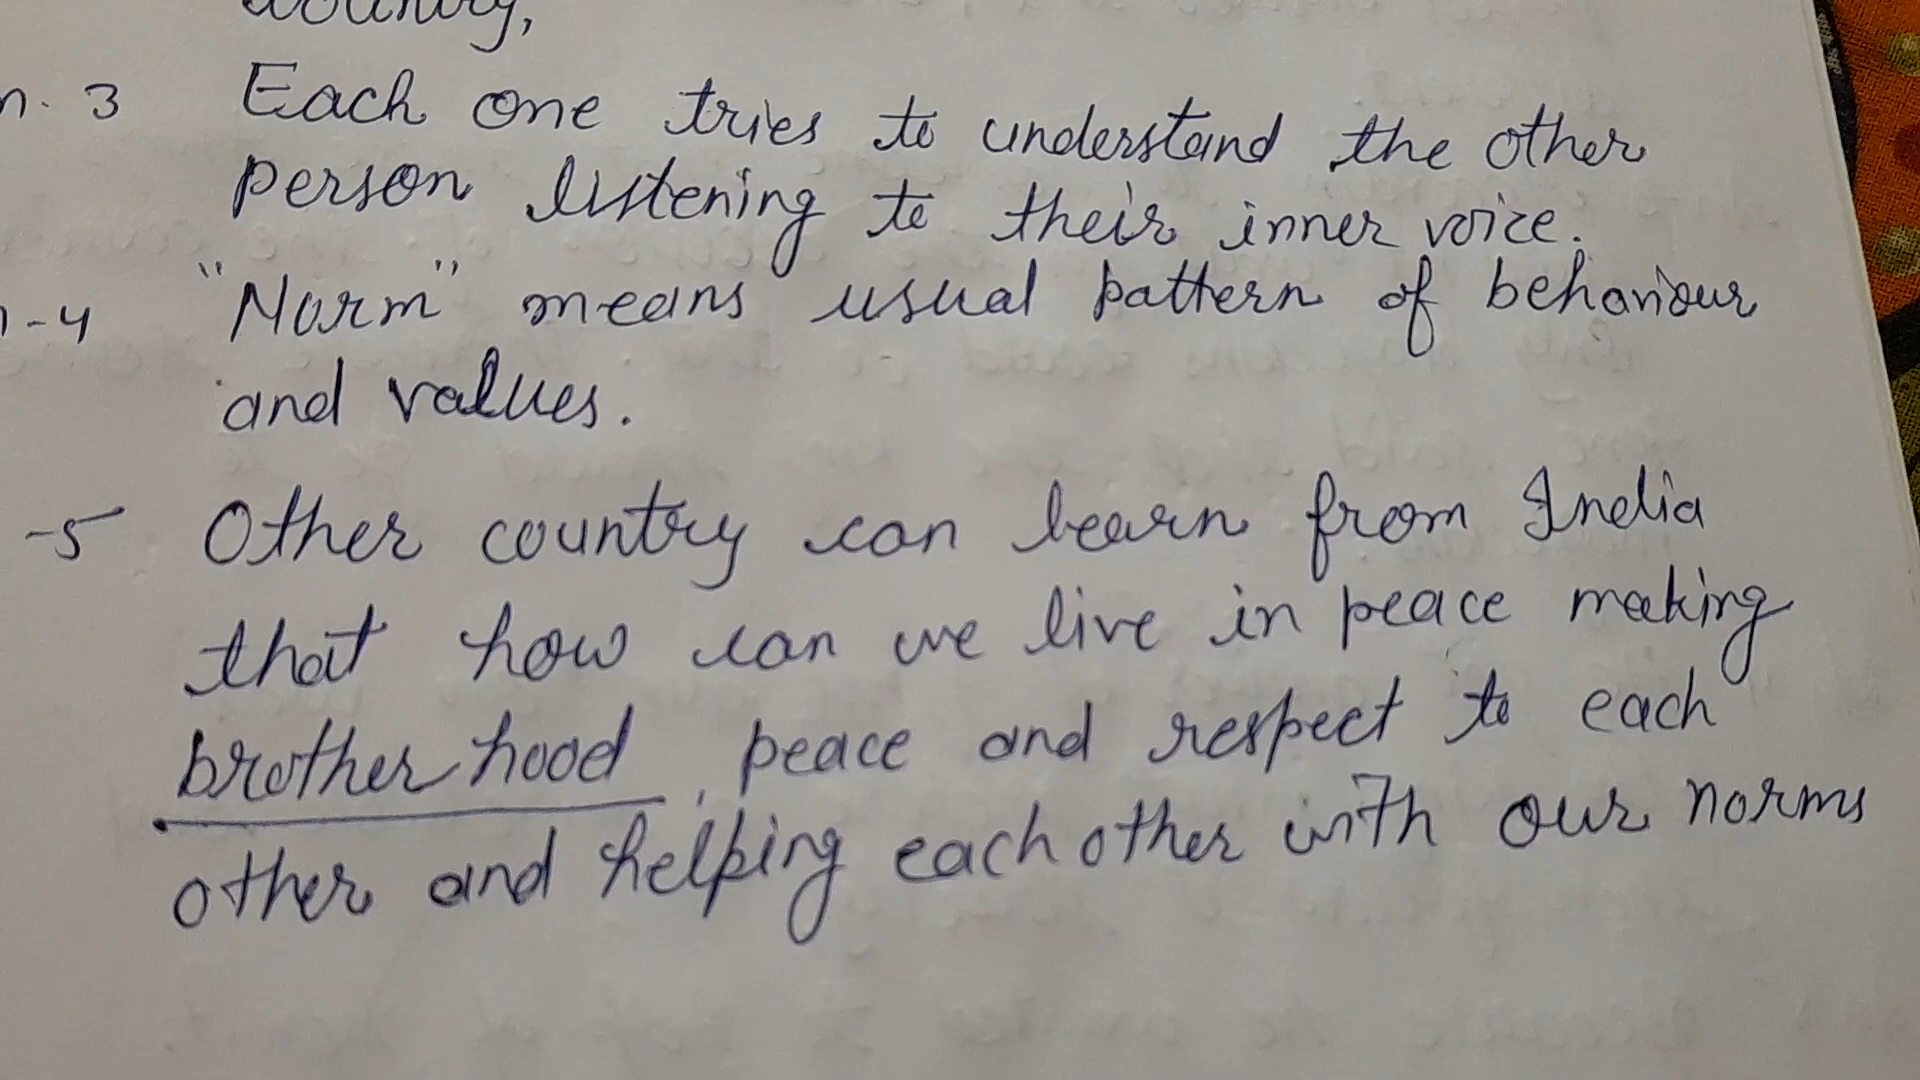 country,
n. 3 Each one tries to understand the other
person listening to their inner voice.
n-4 "Norm" means usual pattern of behaviour
and values.
-5 Other country can learn from India
that how can we live in peace making
brother hood, peace and respect to each
other and helping each other with our norms